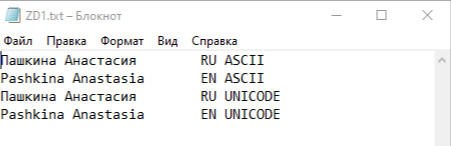 ZD1.txt – Блокнот
Файл Правка Формат Вид Справка
Пашкина Анастасия RU ASCII
Pashkina Anastasia EN ASCII
Пашкина Анастасия RU UNICODE
Pashkina Anastasia EN UNICODE